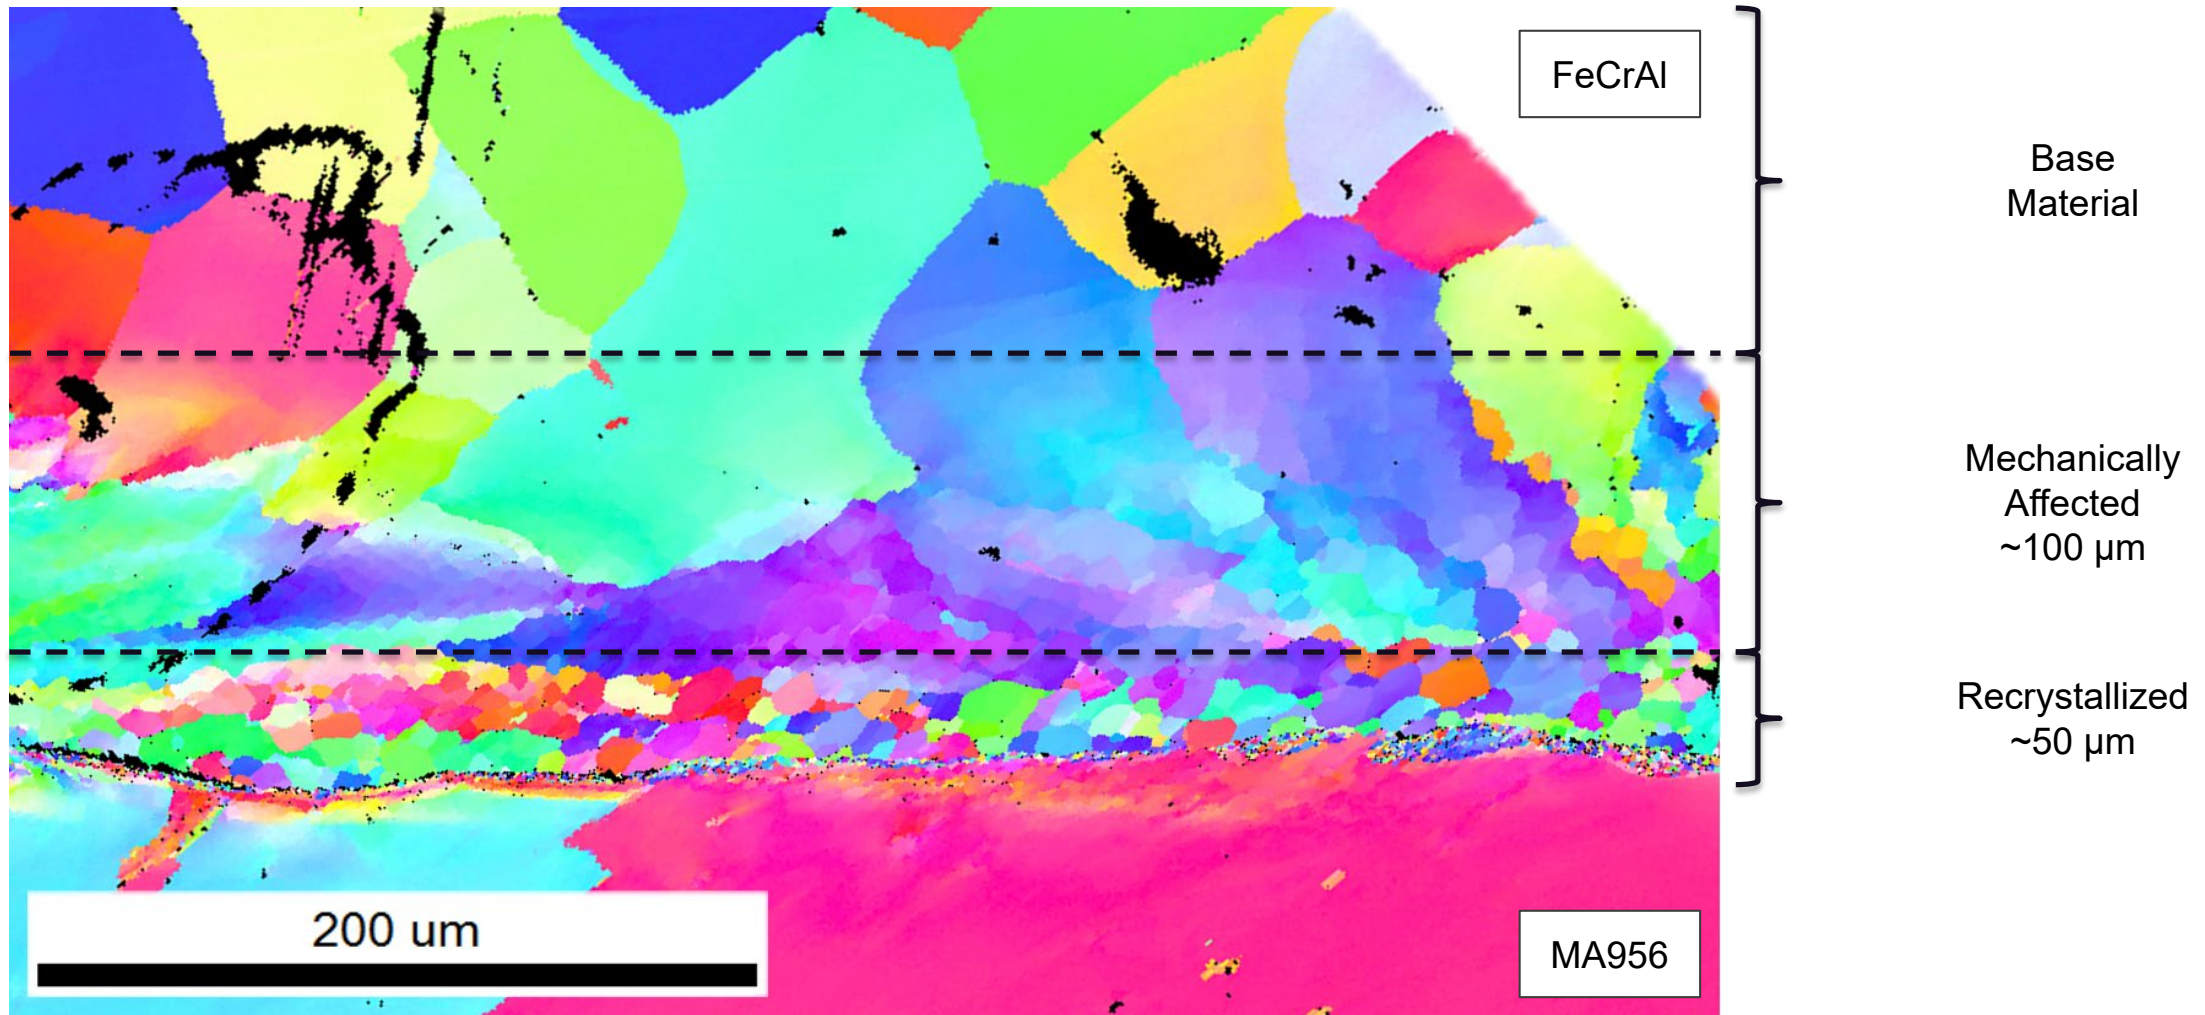 FeCrAl
Base
Material
Mechanically
Affected
~100 µm
Recrystallized
~50 µm
200 um
MA956